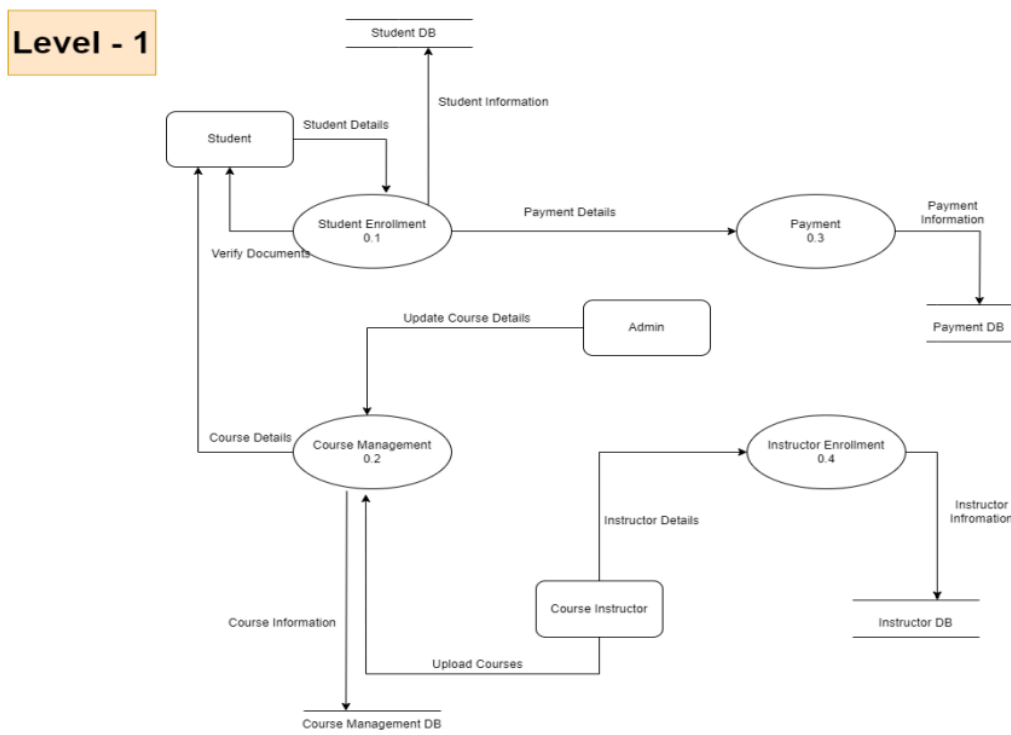 Level - 1
Student DB
Student Information
Student Details
Student
Student Enrollment
0.1
Payment Details
Payment
0.3
Payment
Information
Verify Documents
Update Course Details
Admin
Payment DB
Course Details
Course Management
0.2
Instructor Enrollment
0.4
Instructor Details
Instructor
Infromation
Course Instructor
Course Information
Instructor DB
Upload Courses
Course Management DB